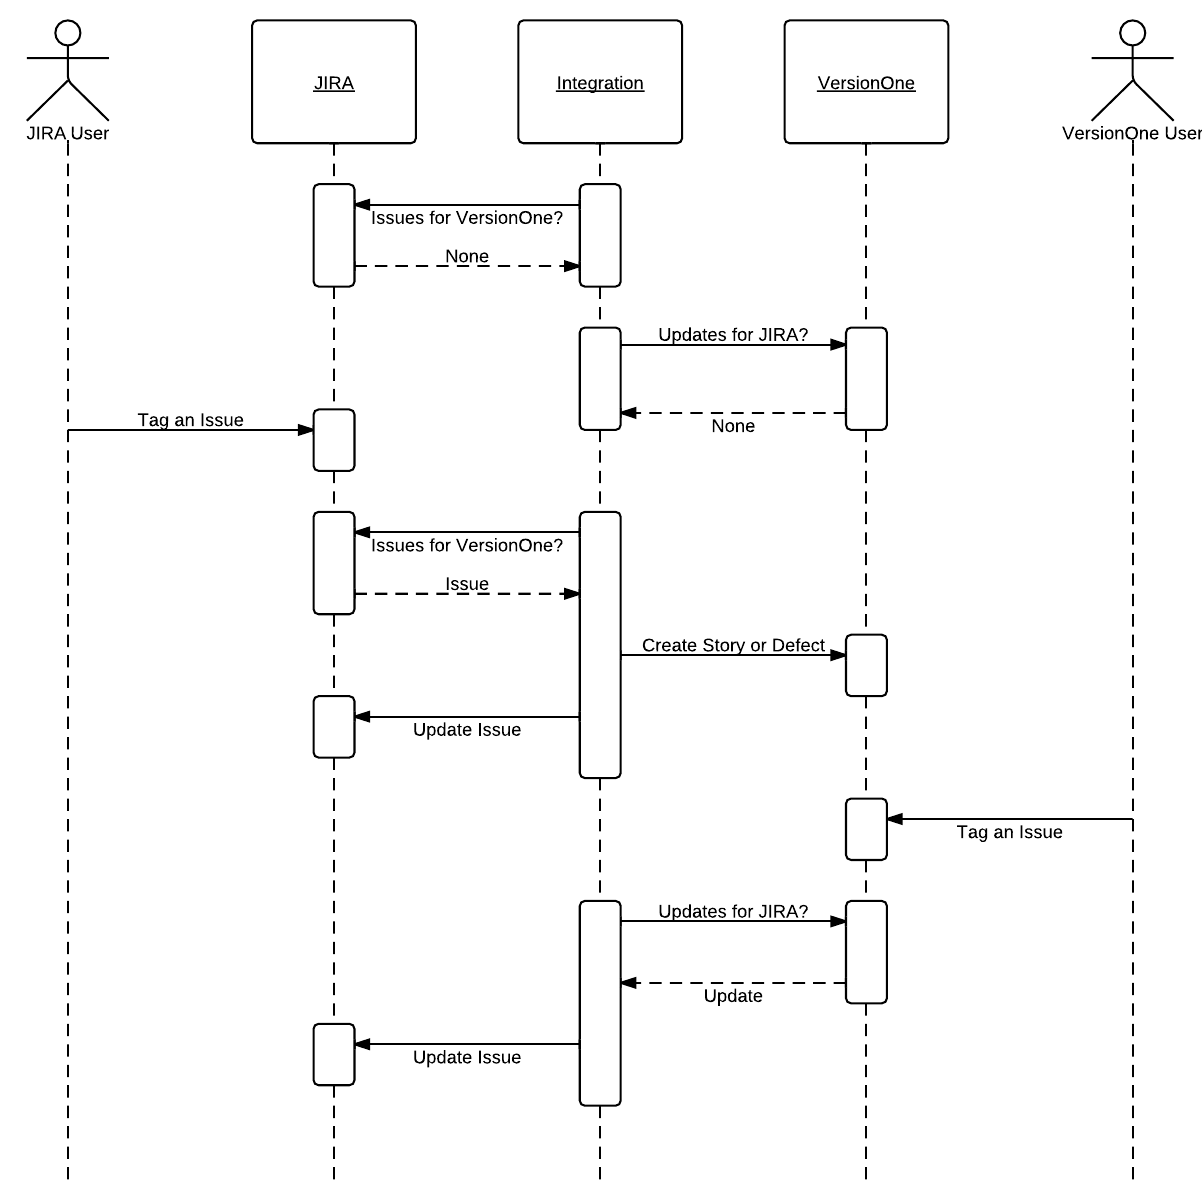 JIRA User
JIRA
Integration
VersionOne
VersionOne User
Issues for VersionOne?
None
Updates for JIRA?
None
Tag an Issue
Issues for VersionOne?
Issue
Create Story or Defect
Update Issue
Tag an Issue
Updates for JIRA?
Update
Update Issue